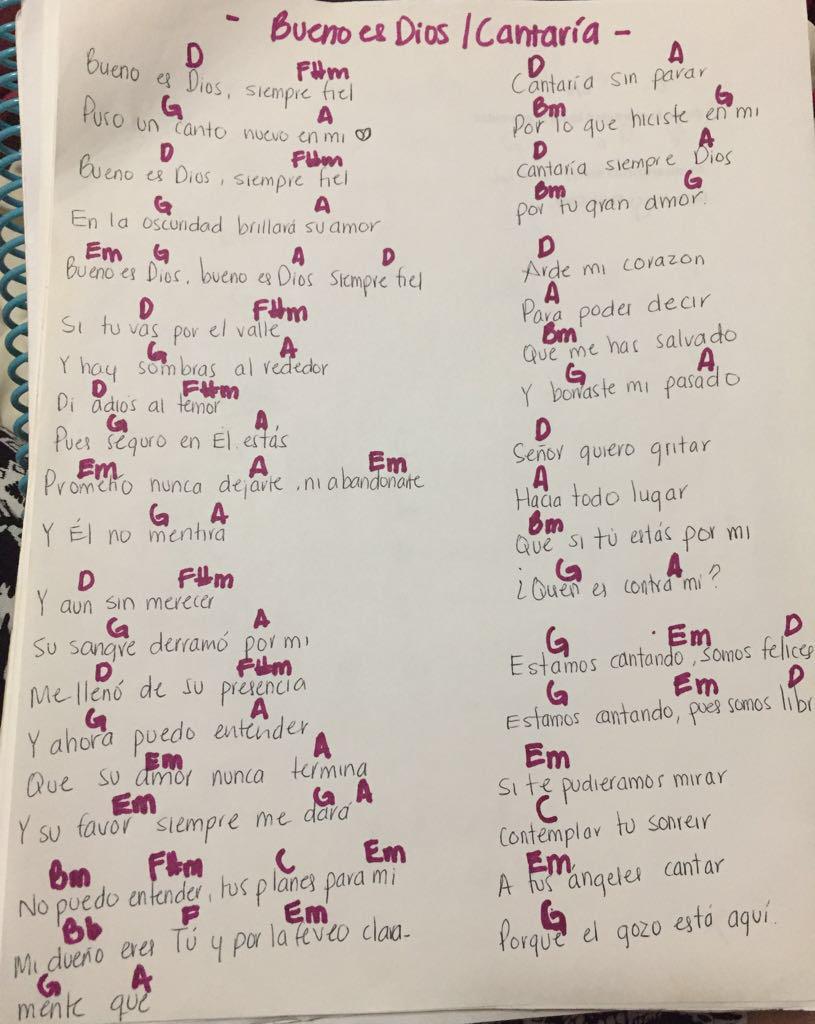 - Bueno es Dios / Cantaría -
D F#m
Bueno es Dios, siempre fiel
G A
Puso un canto nuevo en mi ♡
D F#m
Bueno es Dios, siempre fiel
G A
En la oscuridad brillará su amor
Em G A D
Bueno es Dios, bueno es Dios siempre fiel
D F#m
Si tu vas por el valle
G A
Y hay sombras al rededor
D F#m
Di adios al temor
G A
Pues seguro en Él estás
Em A Em
Prometio nunca dejarte, ni abandonarte
G A
Y Él no mentirá
D F#m
Y aun sin merecer
G A
Su sangre derramó por mi
D F#m
Me llenó de su presencia
G A
Y ahora puedo entender
Em A
Que su amor nunca termina
Em G A
Y su favor siempre me dará
Bm F#m C Em
No puedo entender, tus planes para mi
Bb F Em
Mi dueño eres Tú y por la fe veo clara-
G A
mente que
D A
Cantaría sin parar
Bm G
Por lo que hiciste en mi
D A
Cantaría siempre Dios
Bm G
por tu gran amor.
D
Arde mi corazon
A
Para poder decir
Bm
Que me has salvado
G A
Y borraste mi pasado
D
Señor quiero gritar
A
Hacia todo lugar
Bm
Que si tú estás por mi
G A
¿Quén es contra mi?
G Em D
Estamos cantando, somos felices
G Em D
Estamos cantando, pues somos libr
Em
Si te pudieramos mirar
C
Contemplar tu sonreir
Em
A tus ángeles cantar
G
Porque el gozo está aquí.